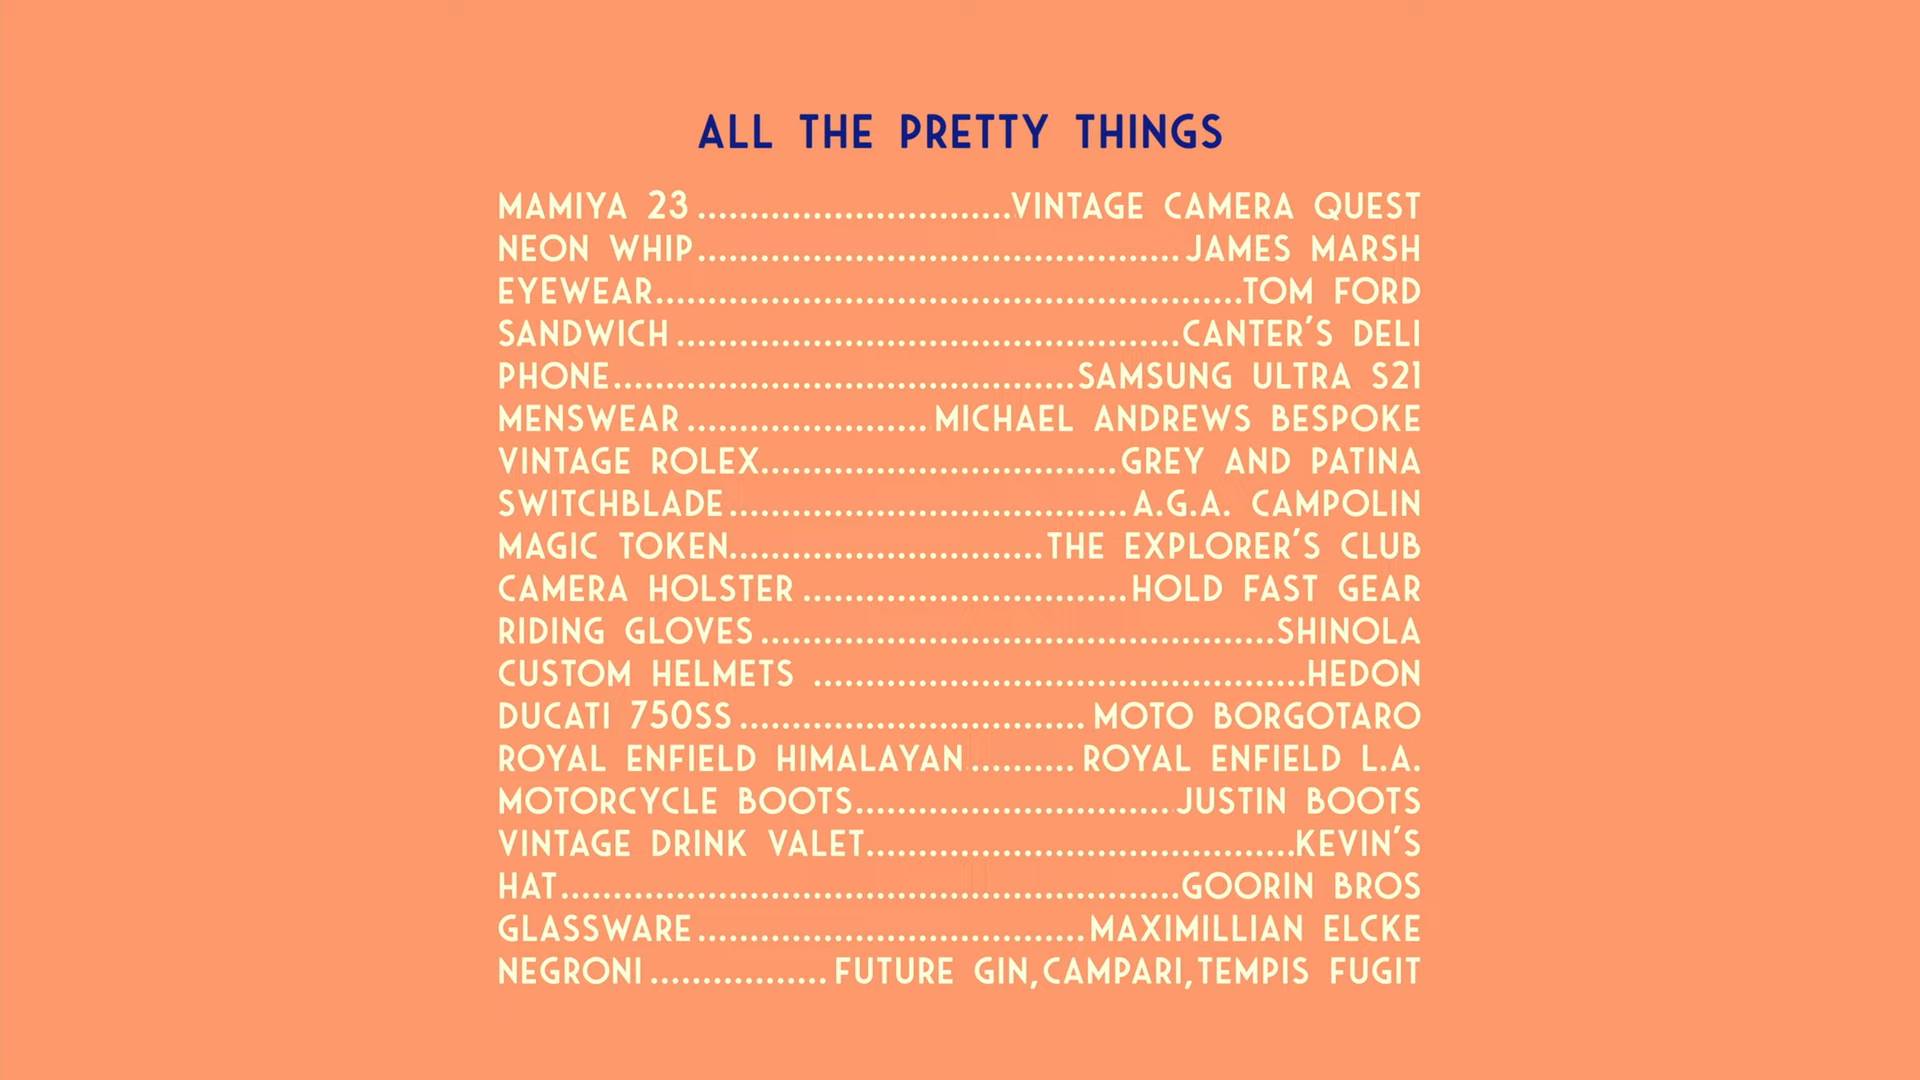 ALL THE PRETTY THINGS
MAMIYA 23..............................VINTAGE CAMERA QUEST
NEON WHIP..............................................JAMES MARSH
EYEWEAR........................................................TOM FORD
SANDWICH................................................CANTER'S DELI
PHONE............................................SAMSUNG ULTRA S21
MENSWEAR.......................MICHAEL ANDREWS BESPOKE
VINTAGE ROLEX..................................GREY AND PATINA
SWITCHBLADE......................................A.G.A. CAMPOLIN
MAGIC TOKEN..............................THE EXPLORER'S CLUB
CAMERA HOLSTER...............................HOLD FAST GEAR
RIDING GLOVES.................................................SHINOLA
CUSTOM HELMETS ...............................................HEDON
DUCATI 750SS.................................MOTO BORGOTARO
ROYAL ENFIELD HIMALAYAN..........ROYAL ENFIELD L.A.
MOTORCYCLE BOOTS..............................JUSTIN BOOTS
VINTAGE DRINK VALET.........................................KEVIN'S
HAT...........................................................GOORIN BROS
GLASSWARE.....................................MAXIMILLIAN ELCKE
NEGRONI.................FUTURE GIN,CAMPARI,TEMPIS FUGIT